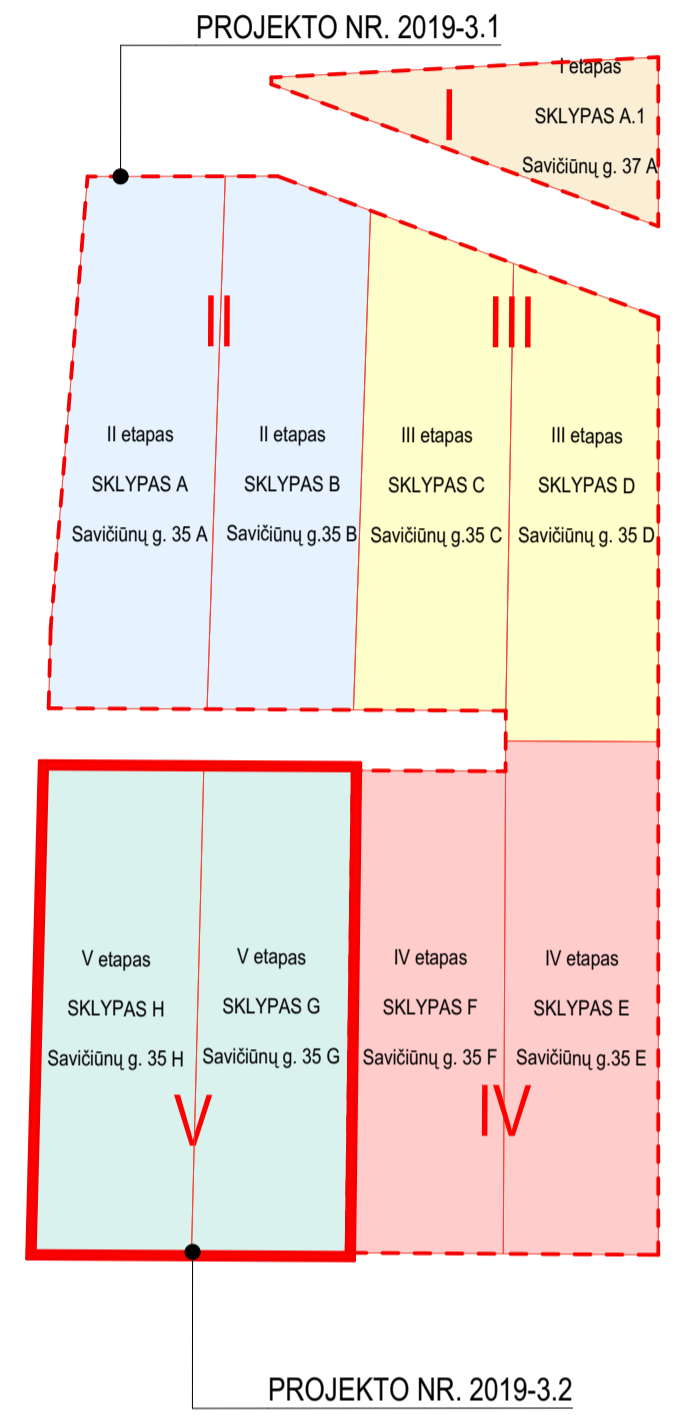 PROJEKTO NR. 2019-3.1
I etapas
SKLYPAS A.1
Savičiūnų g. 37 A
I
II
III
II etapas
SKLYPAS A
Savičiūnų g. 35 A
II etapas
SKLYPAS B
Savičiūnų g.35 B
III etapas
SKLYPAS C
Savičiūnų g.35 C
III etapas
SKLYPAS D
Savičiūnų g. 35 D
V etapas
SKLYPAS H
Savičiūnų g. 35 H
V etapas
SKLYPAS G
Savičiūnų g. 35 G
IV etapas
SKLYPAS F
Savičiūnų g. 35 F
IV etapas
SKLYPAS E
Savičiūnų g.35 E
V
IV
PROJEKTO NR. 2019-3.2